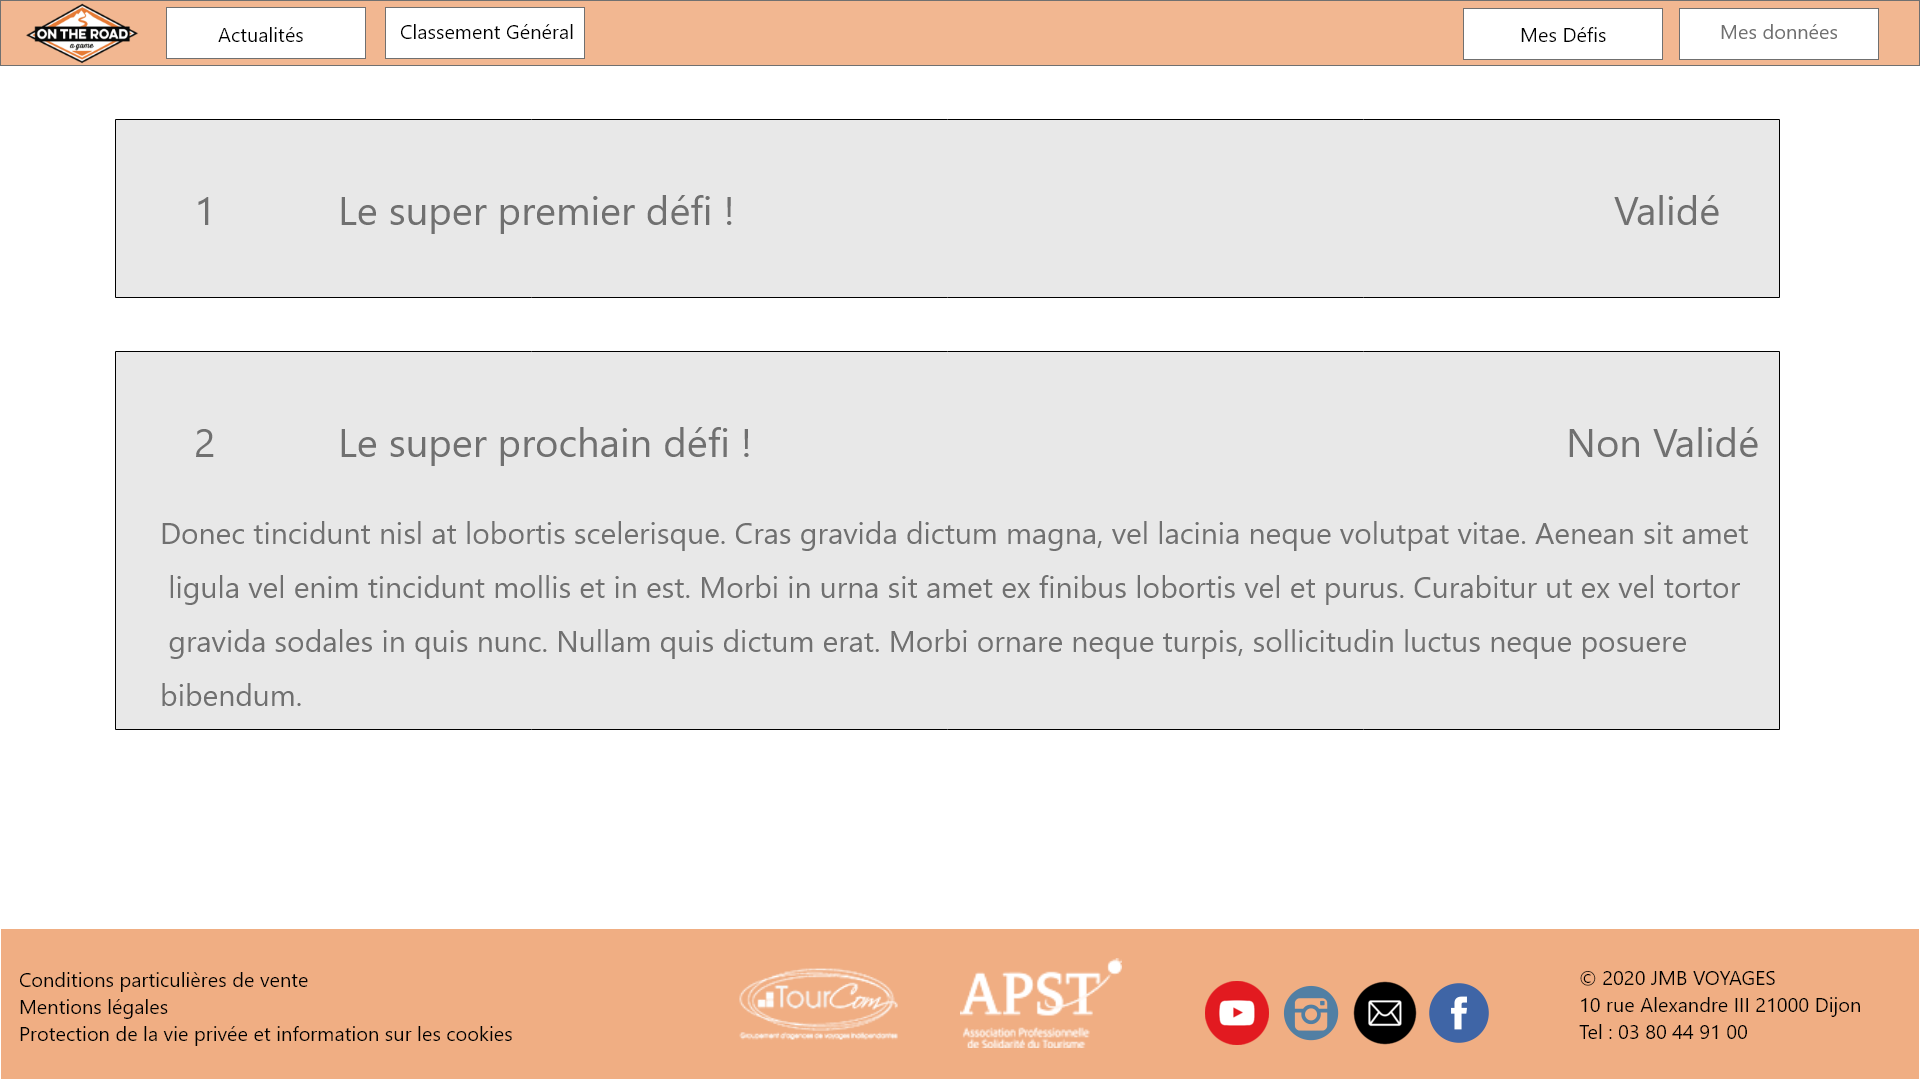 ON THE ROAD
a game
Actualités
Classement Général
Mes Défis
Mes données
1
Le super premier défi !
Validé
2
Le super prochain défi !
Non Validé
Donec tincidunt nisl at lobortis scelerisque. Cras gravida dictum magna, vel lacinia neque volutpat vitae. Aenean sit amet
ligula vel enim tincidunt mollis et in est. Morbi in urna sit amet ex finibus lobortis vel et purus. Curabitur ut ex vel tortor
gravida sodales in quis nunc. Nullam quis dictum erat. Morbi ornare neque turpis, sollicitudin luctus neque posuere
bibendum.
Conditions particulières de vente
Mentions légales
Protection de la vie privée et information sur les cookies
TourCom
Groupement d'agences de voyages indépendantes
APST
Association Professionnelle
de Solidarité du Tourisme
© 2020 JMB VOYAGES
10 rue Alexandre III 21000 Dijon
Tel : 03 80 44 91 00